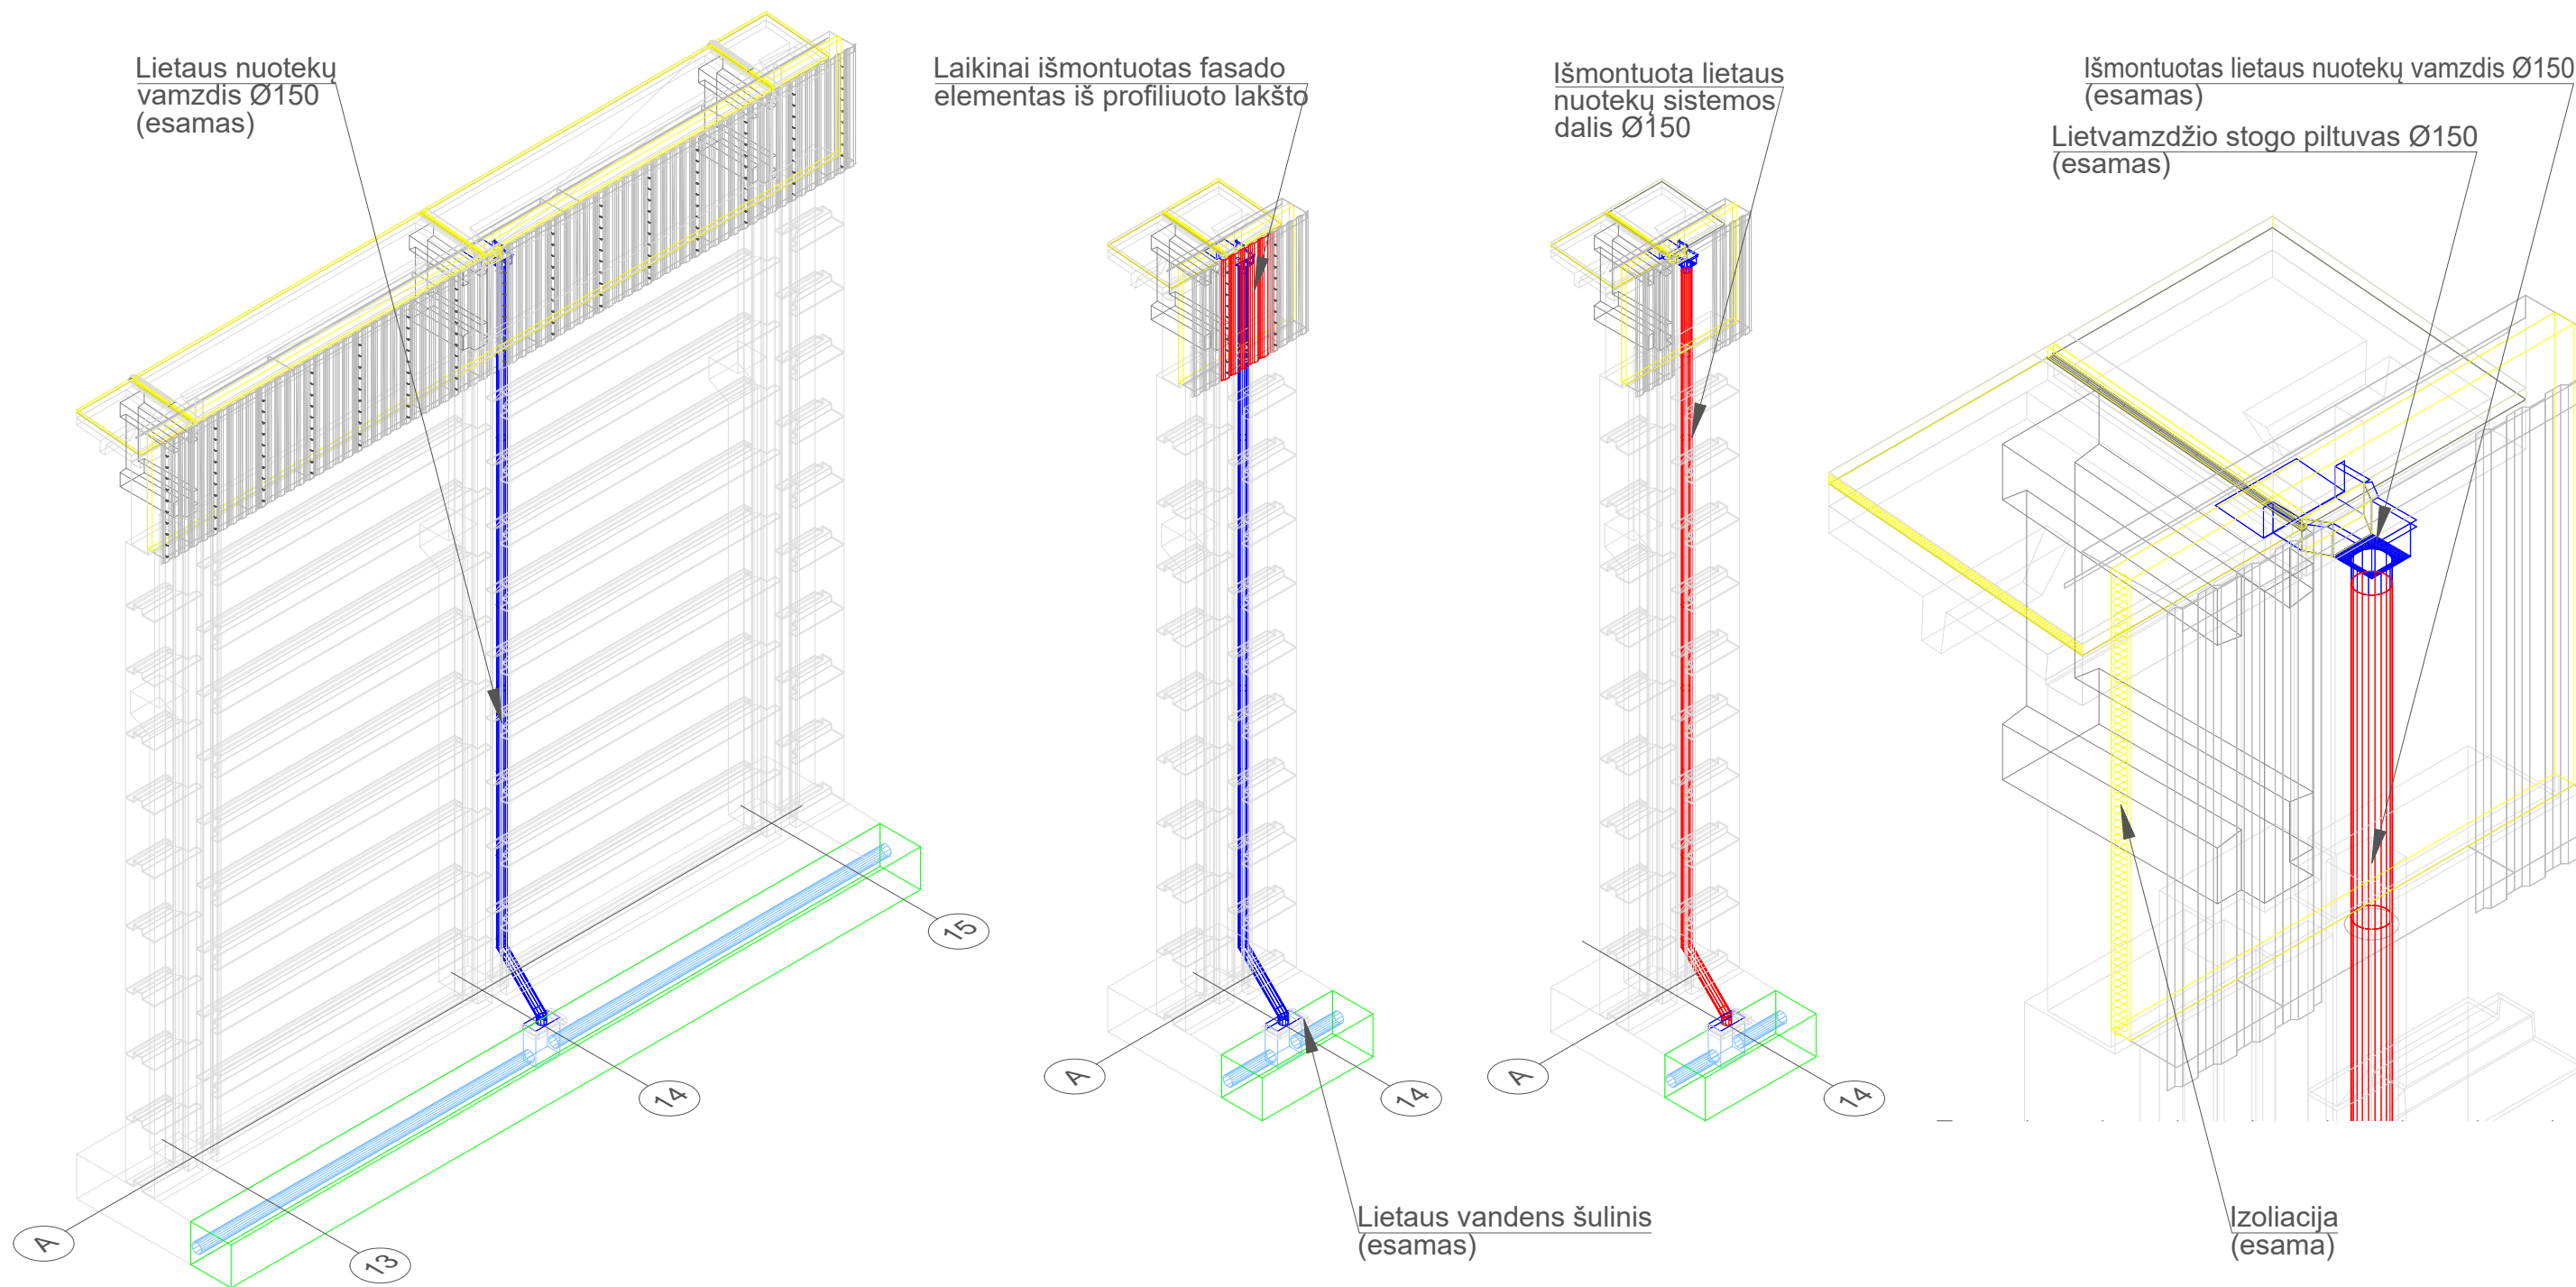 Lietaus nuotekų
vamzdis Ø150
(esamas)
Laikinai išmontuotas fasado
elementas iš profiliuoto lakšto
Išmontuota lietaus
nuotekų sistemos
dalis Ø150
Išmontuotas lietaus nuotekų vamzdis Ø150
(esamas)
Lietvamzdžio stogo piltuvas Ø150
(esamas)
15
14
13
A
A
14
A
14
Lietaus vandens šulinis
(esamas)
Izoliacija
(esama)